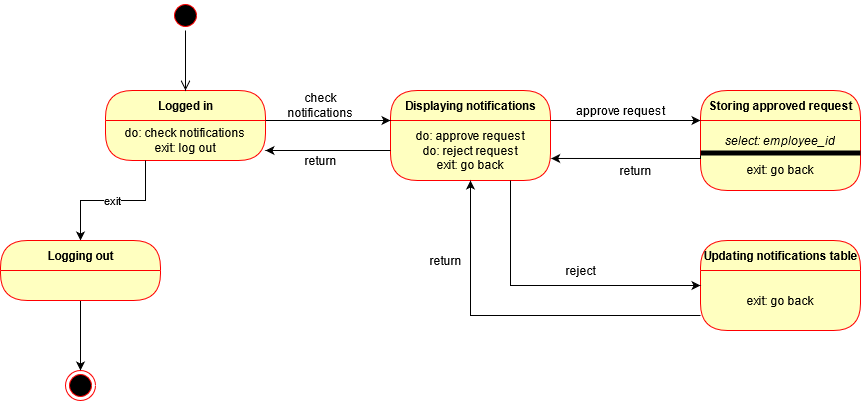 Logged in
do: check notifications
exit: log out
check
notifications
return
Displaying notifications
do: approve request
do: reject request
exit: go back
approve request
return
Storing approved request
select: employee_id
exit: go back
exit
Logging out
return
reject
Updating notifications table
exit: go back